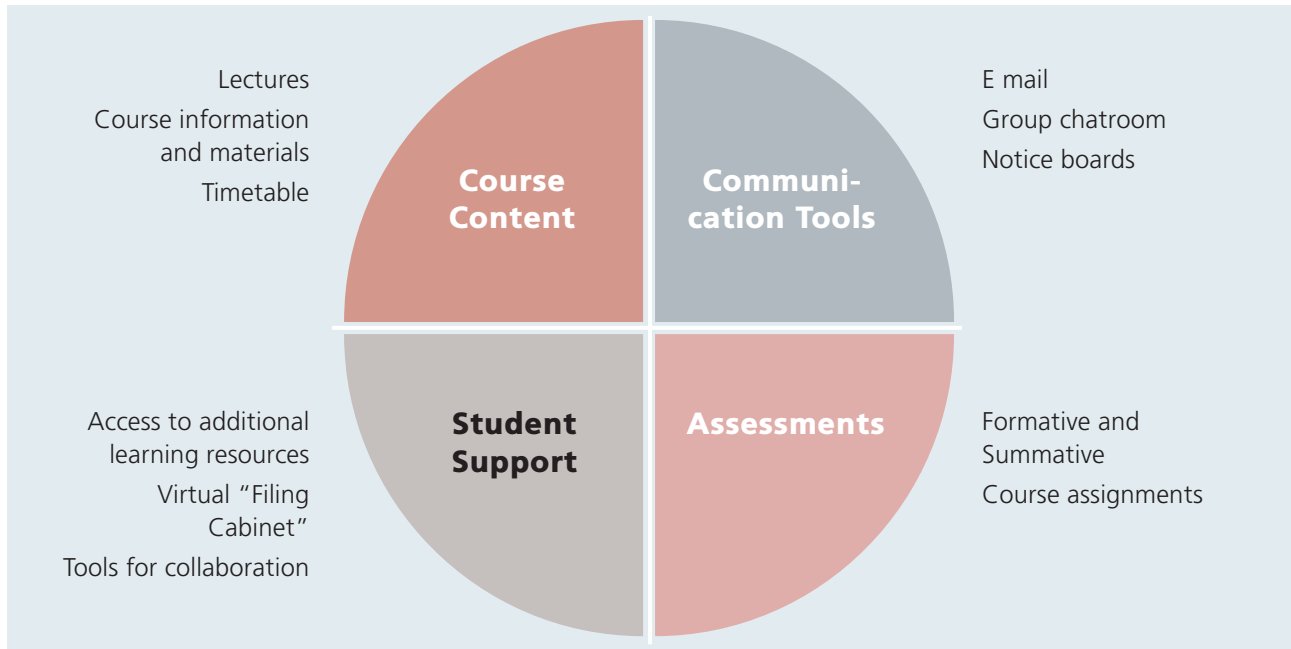 Lectures
Course information
and materials
Timetable
Course
Content
Communi-
cation Tools
E mail
Group chatroom
Notice boards
Access to additional
learning resources
Virtual “Filing
Cabinet”
Tools for collaboration
Student
Support
Assessments
Formative and
Summative
Course assignments